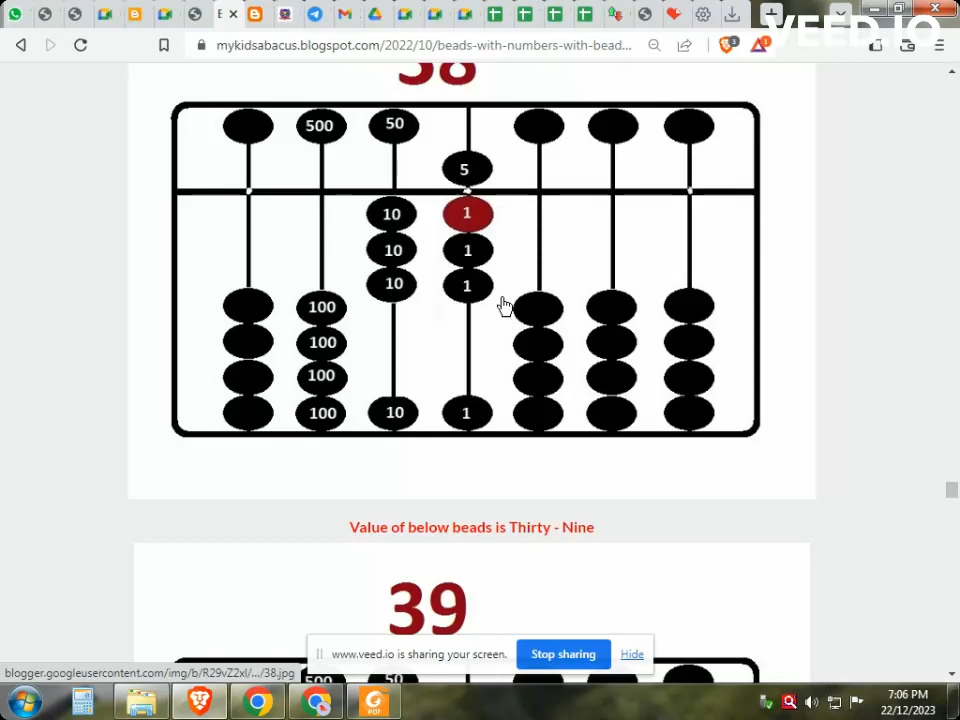 VEED.IO
mykidsabacus.blogspot.com/2022/10/beads-with-numbers-with-bead...
38
500 50
5
10 1
10 1
10 1
100
100
100
100 10 1
Value of below beads is Thirty - Nine
39
www.veed.io is sharing your screen. Stop sharing Hide
500 50
blogger.googleusercontent.com/img/b/R29vZ2xl/.../38.jpg
7:06 PM
22/12/2023